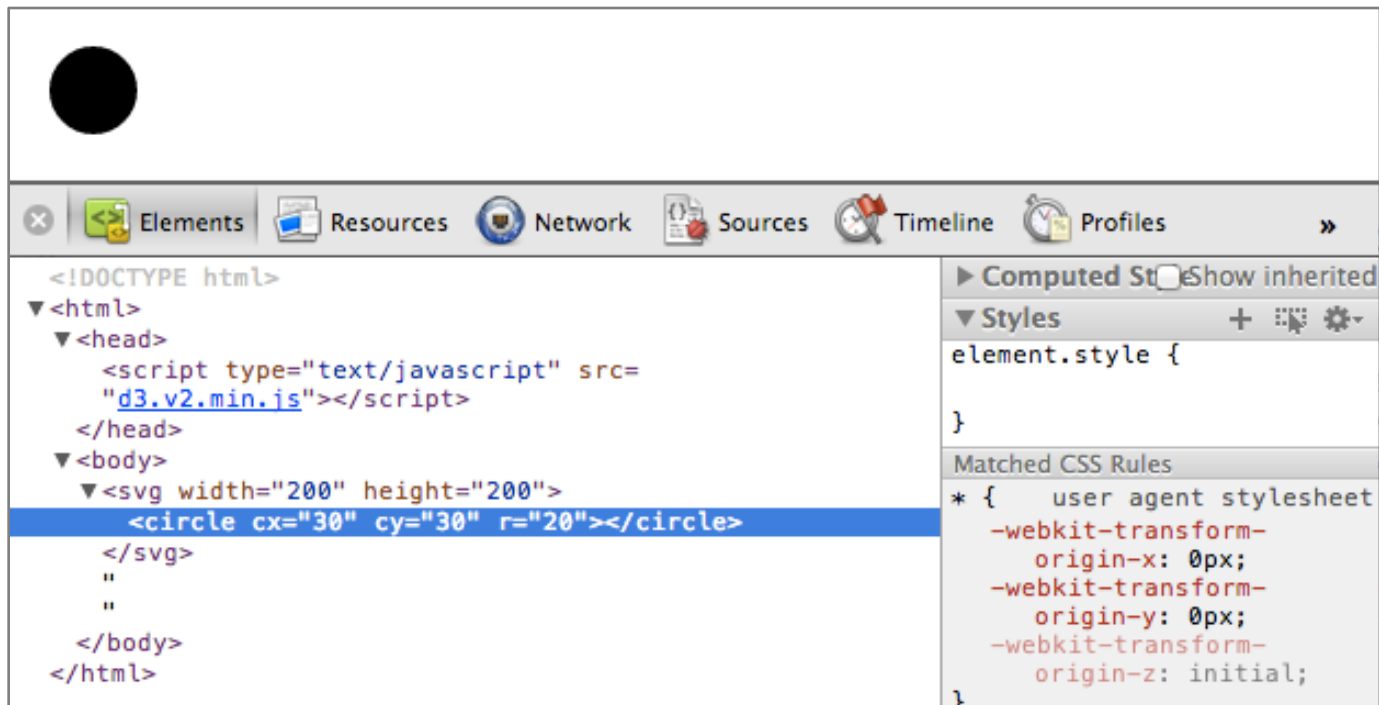 Elements Resources Network Sources Timeline Profiles »
<!DOCTYPE html>
▼<html>
▼<head>
<script type="text/javascript" src=
"d3.v2.min.js"></script>
</head>
▼<body>
▼<svg width="200" height="200">
<circle cx="30" cy="30" r="20"></circle>
</svg>
"
"
</body>
</html>
▶ Computed Style Show inherited
▼ Styles
element.style {
}
Matched CSS Rules
* { user agent stylesheet
-webkit-transform-
origin-x: 0px;
-webkit-transform-
origin-y: 0px;
-webkit-transform-
origin-z: initial;
}